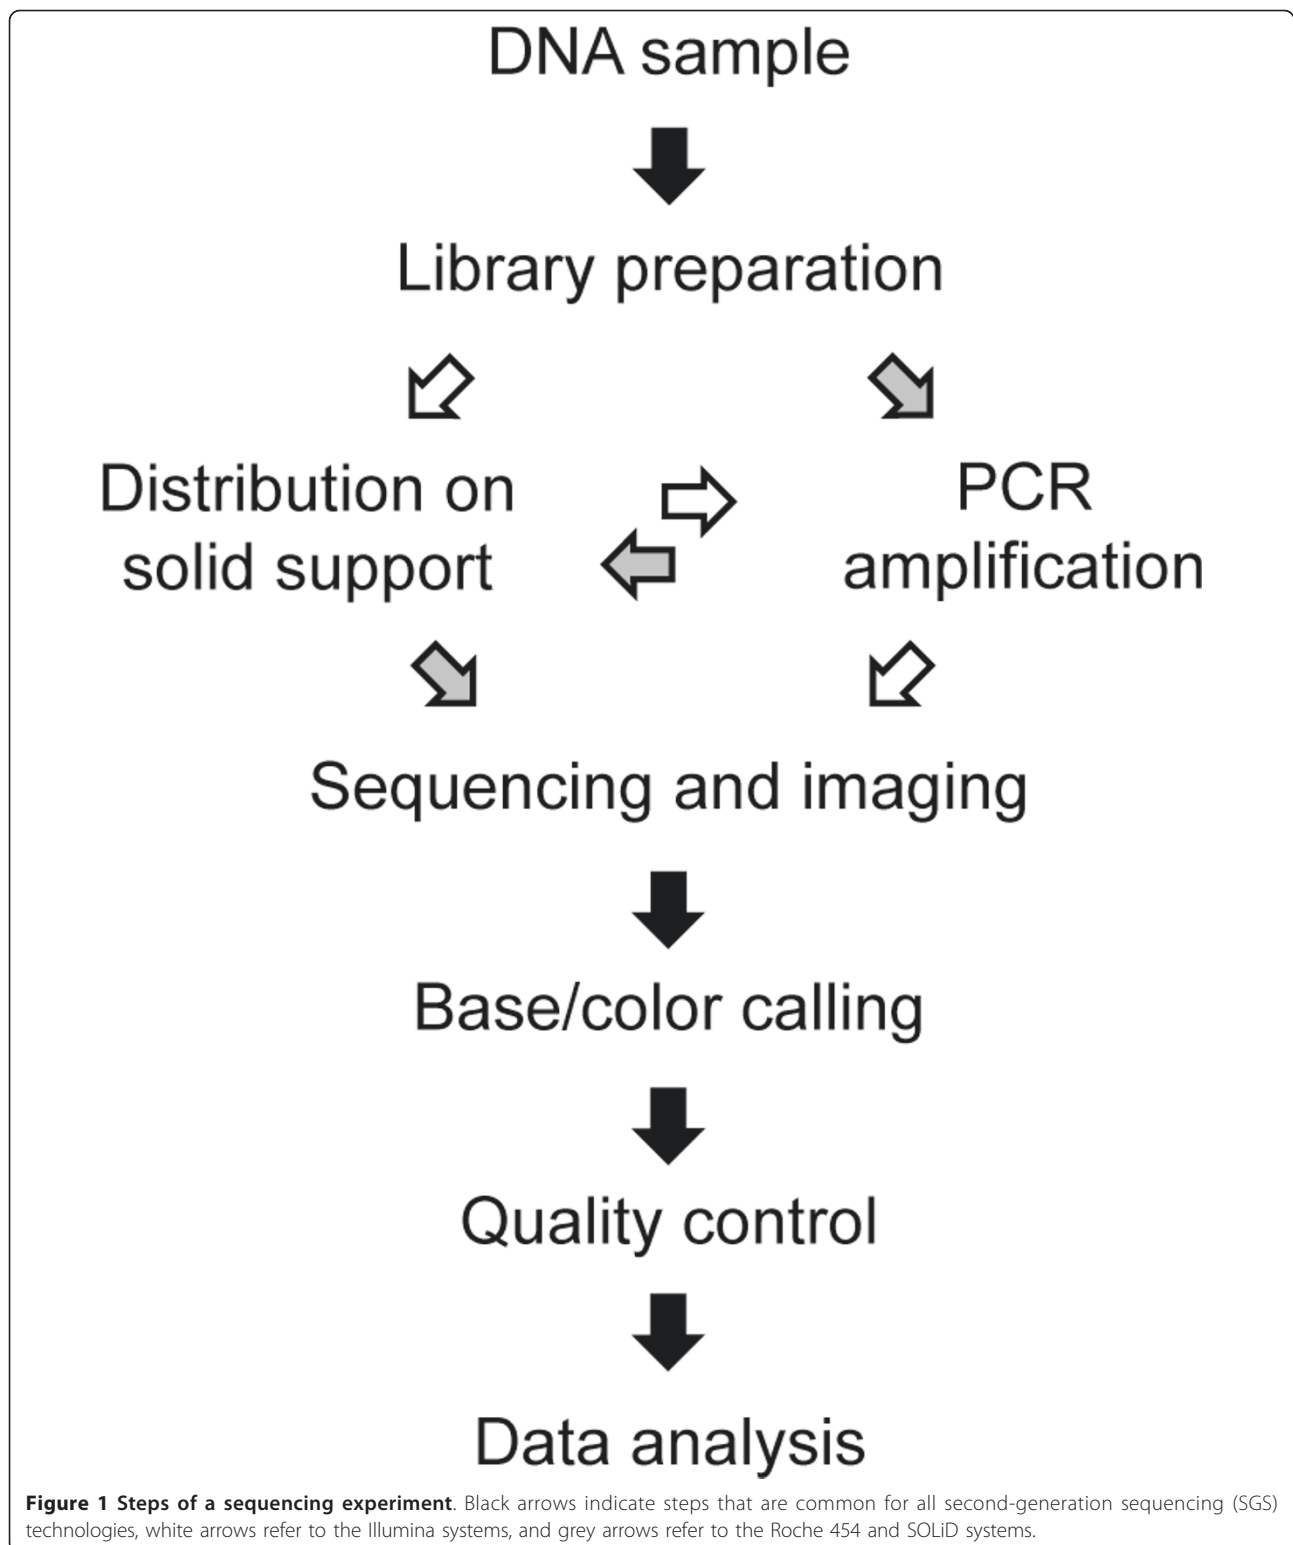 DNA sample
Library preparation
Distribution on
solid support
PCR
amplification
Sequencing and imaging
Base/color calling
Quality control
Data analysis
Figure 1 Steps of a sequencing experiment. Black arrows indicate steps that are common for all second-generation sequencing (SGS)
technologies, white arrows refer to the Illumina systems, and grey arrows refer to the Roche 454 and SOLiD systems.